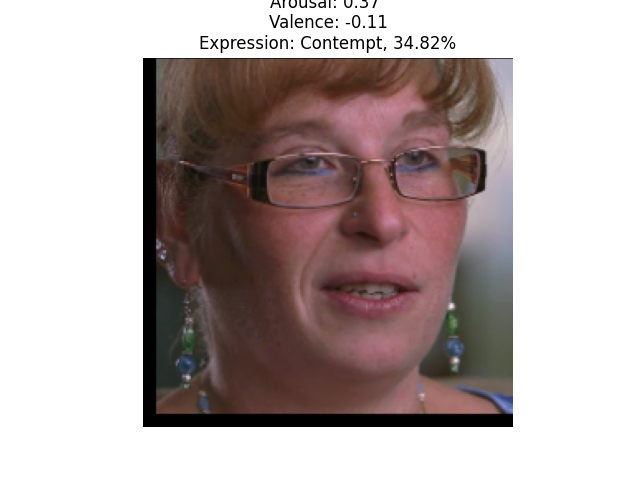 Arousal: 0.37
Valence: -0.11
Expression: Contempt, 34.82%